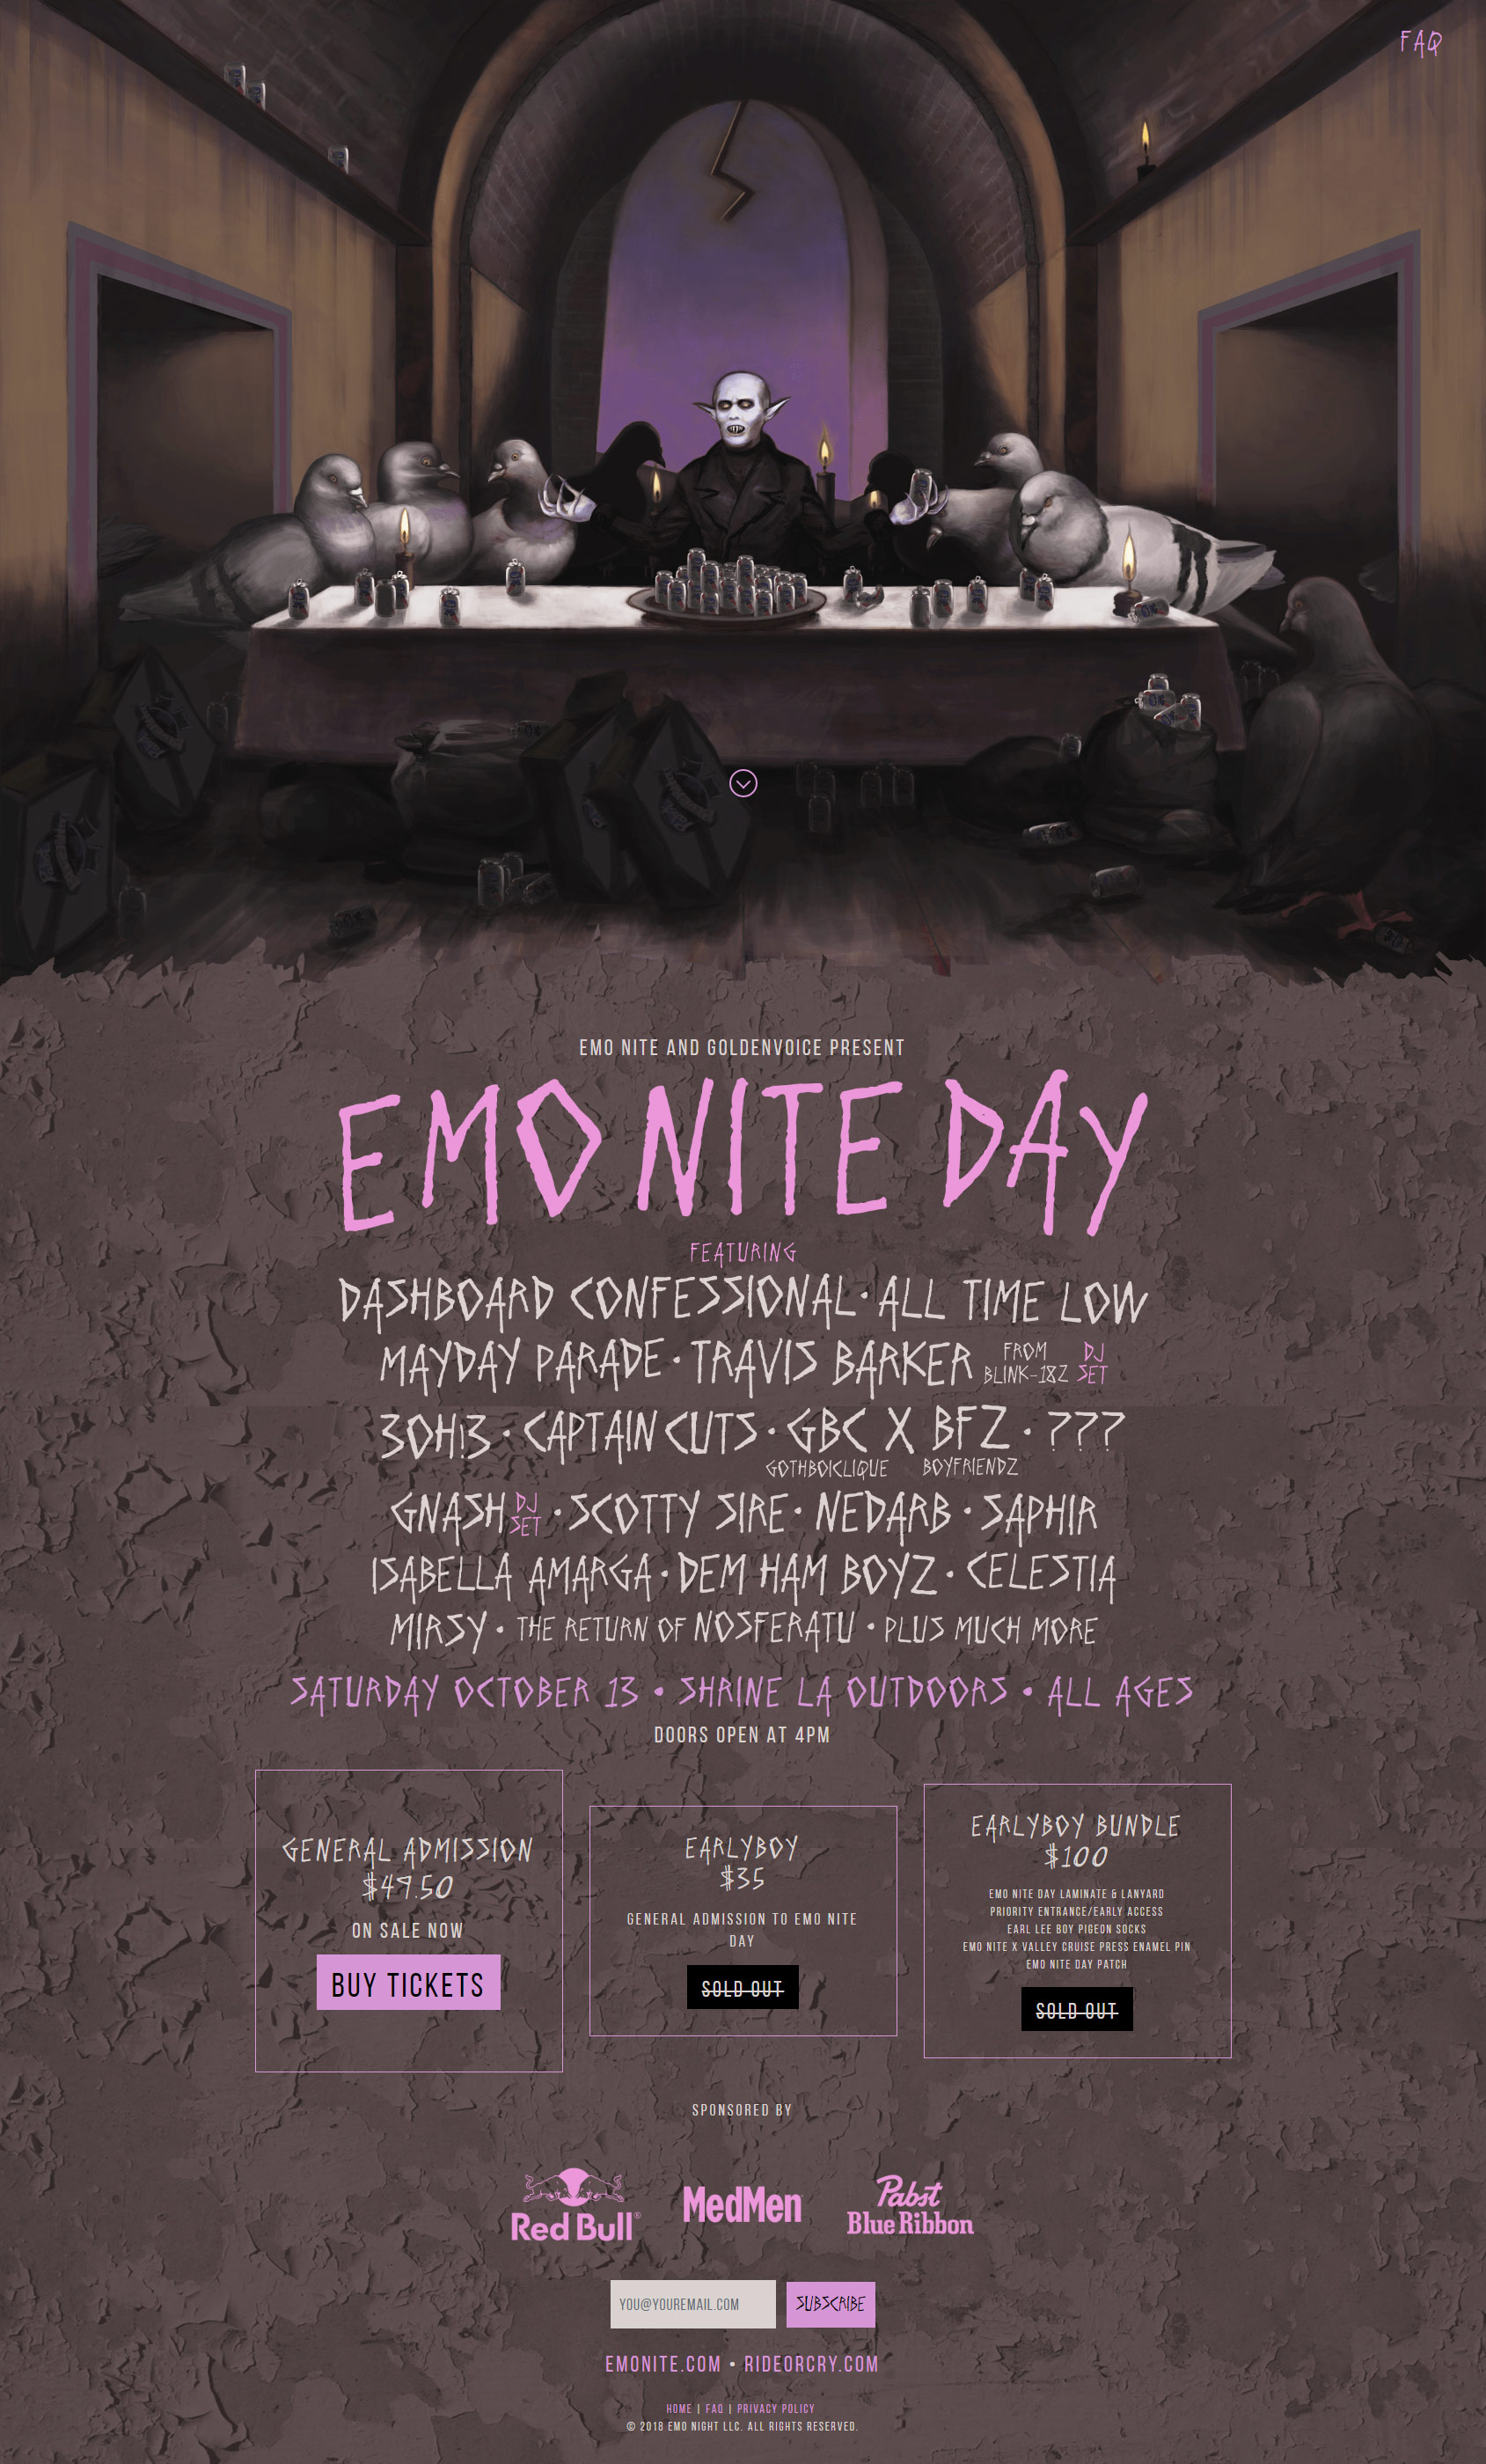 FAQ
EMO NITE AND GOLDENVOICE PRESENT
EMO NITE DAY
FEATURING
DASHBOARD CONFESSIONAL · ALL TIME LOW
MAYDAY PARADE · TRAVIS BARKER FROM BLINK-182 DJ SET
3OH!3 · CAPTAIN CUTS · GBC X BFZ · ???
GOTHBOICLIQUE BOYFRIENDZ
GNASH DJ SET · SCOTTY SIRE · NEDARB · SAPHIR
ISABELLA AMARGA · DEM HAM BOYZ · CELESTIA
MIRSY · THE RETURN OF NOSFERATU · PLUS MUCH MORE
SATURDAY OCTOBER 13 • SHRINE LA OUTDOORS • ALL AGES
DOORS OPEN AT 4PM
GENERAL ADMISSION
$49.50
ON SALE NOW
BUY TICKETS
EARLYBOY
$35
GENERAL ADMISSION TO EMO NITE
DAY
SOLD OUT
EARLYBOY BUNDLE
$100
EMO NITE DAY LAMINATE & LANYARD
PRIORITY ENTRANCE/EARLY ACCESS
EARL LEE BOY PIGEON SOCKS
EMO NITE X VALLEY CRUISE PRESS ENAMEL PIN
EMO NITE DAY PATCH
SOLD OUT
SPONSORED BY
Red Bull®
MedMen
Pabst
Blue Ribbon
YOU@YOUREMAIL.COM
SUBSCRIBE
EMONITE.COM • RIDEORCRY.COM
HOME | FAQ | PRIVACY POLICY
© 2018 EMO NIGHT LLC. ALL RIGHTS RESERVED.